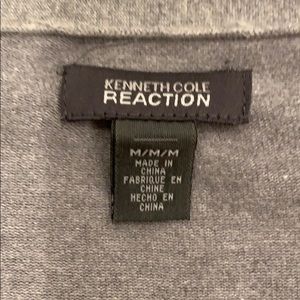 KENNETH COLE
REACTION
M/M/M
MADE IN
CHINA
FABRIQUE EN
CHINE
HECHO EN
CHINA